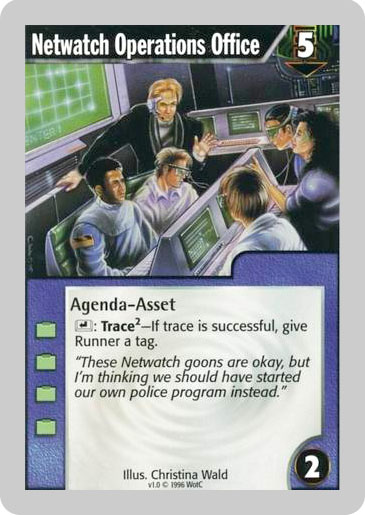 Netwatch Operations Office
5
ENTER
Agenda-Asset
: Trace²–If trace is successful, give
Runner a tag.
"These Netwatch goons are okay, but
I'm thinking we should have started
our own police program instead."
Illus. Christina Wald
v1.0 © 1996 WotC
2